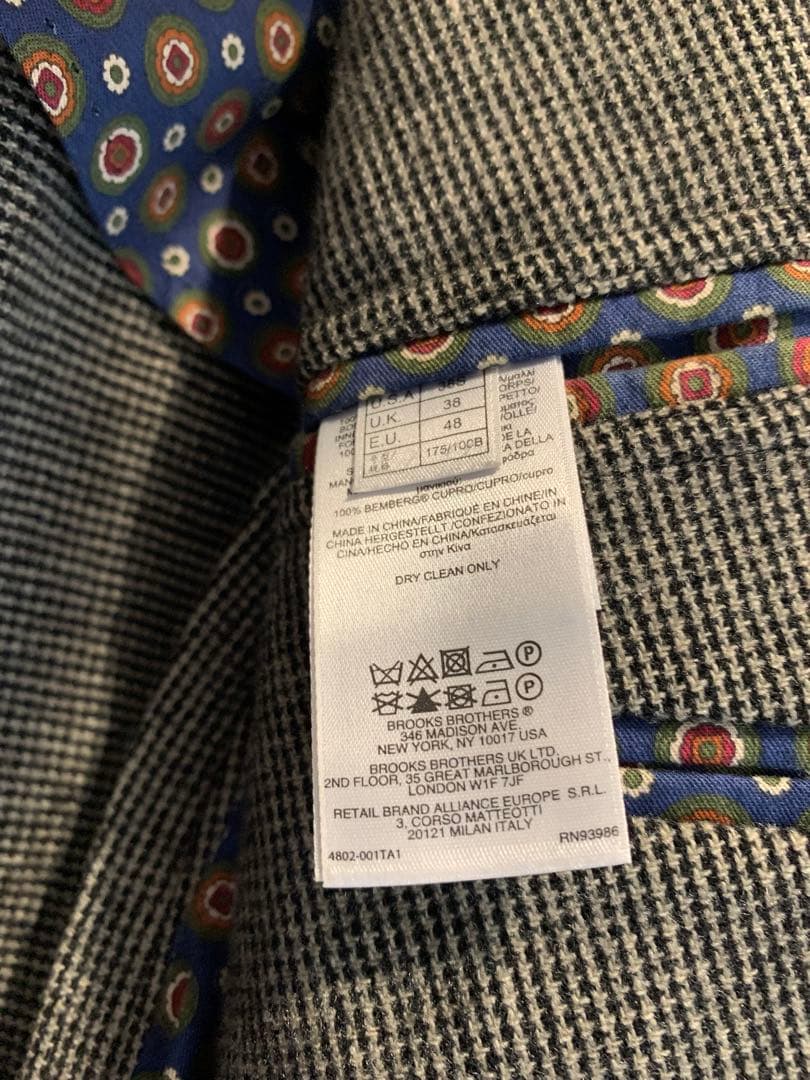 U.S.A 38S
U.K. 38
E.U. 48
175/100B
100% BEMBERG® CUPRO/CUPRO/cupro
MADE IN CHINA/FABRIQUÉ EN CHINE/IN
CHINA HERGESTELLT/CONFEZIONATO IN
CINA/HECHO EN CHINA/Κατασκευάζεται
στην Κίνα
DRY CLEAN ONLY
P
P
BROOKS BROTHERS ®
346 MADISON AVE
NEW YORK, NY 10017 USA
BROOKS BROTHERS UK LTD.
2ND FLOOR, 35 GREAT MARLBOROUGH ST.,
LONDON W1F 7JF
RETAIL BRAND ALLIANCE EUROPE S.R.L.
3, CORSO MATTEOTTI
20121 MILAN ITALY
4802-001TA1 RN93986